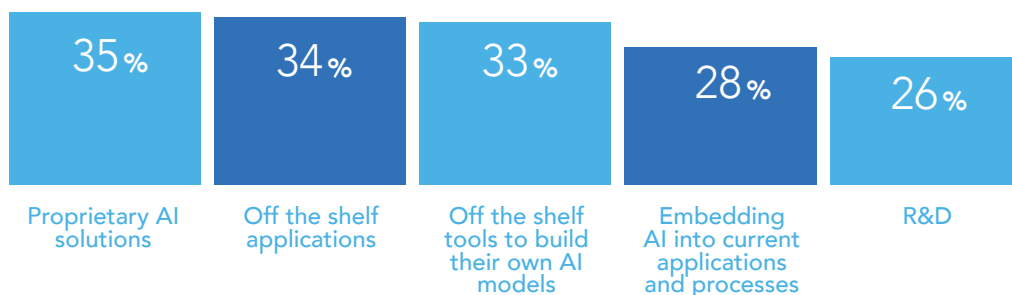 35%
34%
33%
28%
26%
Proprietary AI
solutions
Off the shelf
applications
Off the shelf
tools to build
their own AI
models
Embedding
AI into current
applications
and processes
R&D